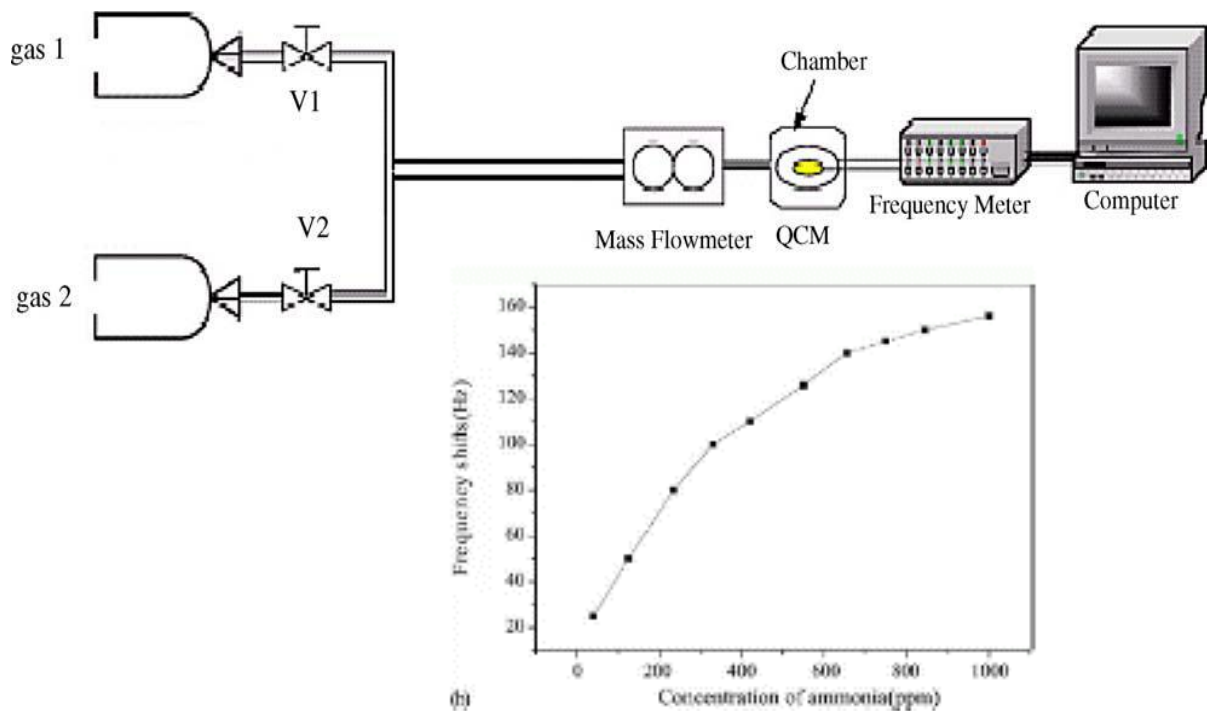 gas 1
V1
Chamber
V2
gas 2
Mass Flowmeter
QCM
Frequency Meter
Computer
Frequency shifts(Hz)
160
140
120
100
80
60
40
20
0
200
400
600
800
1000
Concentration of ammonia(ppm)